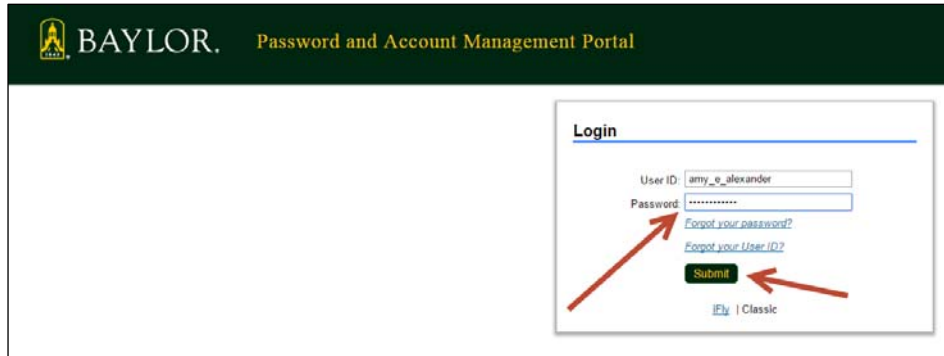 BAYLOR. Password and Account Management Portal
Login
User ID: amy_e_alexander
Password: ............
Forgot your password?
Forgot your User ID?
Submit
IFly | Classic